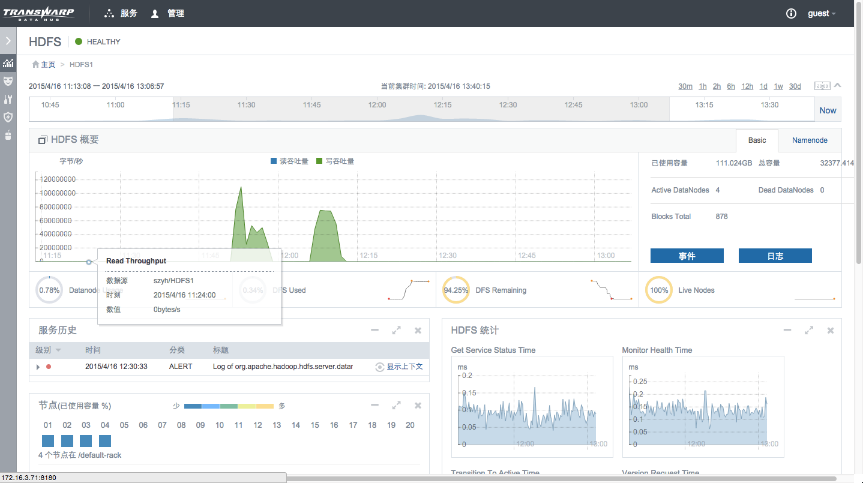 TRANSWARP
DATA HUB
服务
管理
guest
HDFS
HEALTHY
主页 > HDFS1
2015/4/16 11:13:08 一 2015/4/16 13:06:57
当前集群时间: 2015/4/16 13:40:15
30m 1h 2h 6h 12h 1d 1w 30d
10:45 11:00 11:15 11:30 11:45 12:00 12:15 12:30 12:45 13:00 13:15 13:30
Now
HDFS 概要
Basic
Namenode
字节/秒
读吞吐量
写吞吐量
120000000
100000000
80000000
60000000
40000000
20000000
0
11:15 12:00 12:15 12:30 12:45 13:00
已使用容量 111.024GB 总容量 32377.414
Active DataNodes 4 Dead DataNodes 0
Blocks Total 878
事件
日志
Read Throughput
数据源 szyh/HDFS1
时刻 2015/4/16 11:24:00
数值 0bytes/s
0.78%
Datanode
0.34%
DFS Used
94.25%
DFS Remaining
100%
Live Nodes
服务历史
级别 时间 分类 标题
2015/4/16 12:30:33 ALERT Log of org.apache.hadoop.hdfs.server.datar
显示上下文
节点(已使用容量 %)
少
多
01 02 03 04 05 06 07 08 09 10 11 12 13 14 15 16 17 18 19 20
4 个节点在 /default-rack
HDFS 统计
Get Service Status Time
ms
0.2
0.15
0.1
0.05
0
12:00 13:00
Monitor Health Time
ms
0.25
0.2
0.15
0.1
0.05
0
12:00 13:00
Transition To Active Time
Version Request Time
172.16.3.71:8180